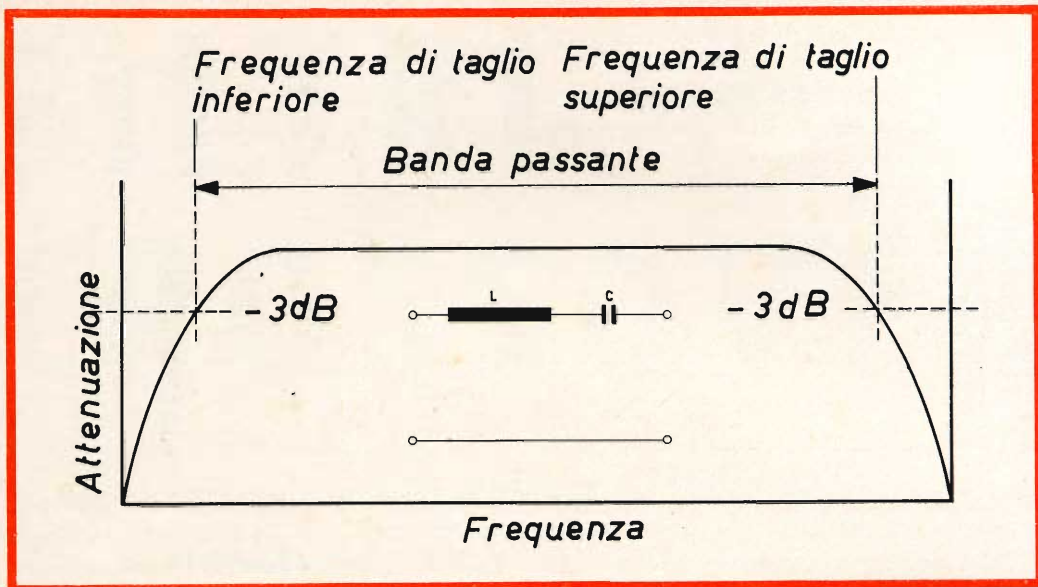 Frequenza di taglio
inferiore
Frequenza di taglio
superiore
Banda passante
Attenuazione
-3dB
L
C
-3dB
Frequenza